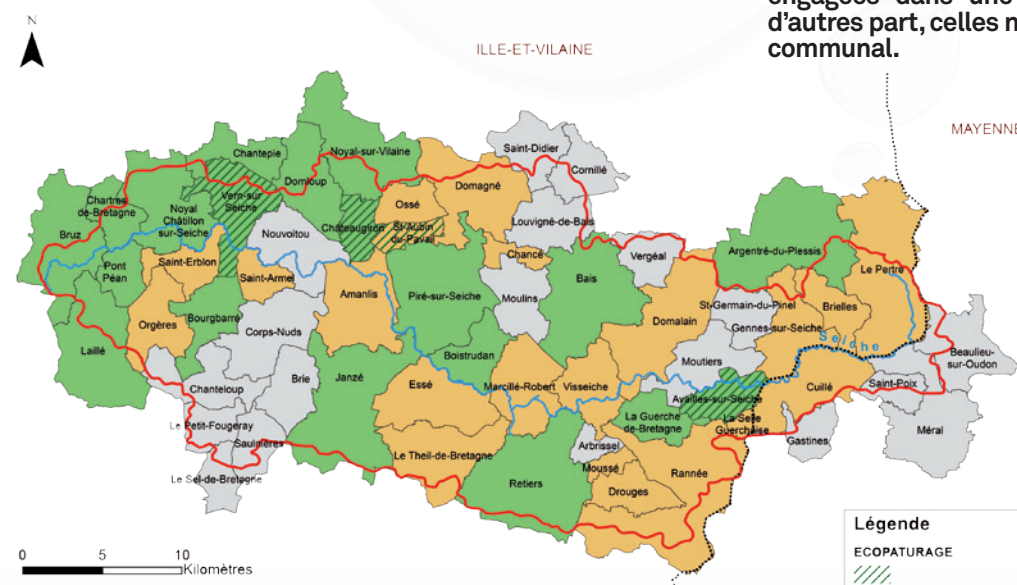 engagées dans une
d'autres part, celles
communal.
N
ILLE-ET-VILAINE
MAYENNE
Saint-Didier
Cornillé
Chantepie
Noyal-sur-Vilaine
Domloup
Domagné
Vern-sur
Seiche
Ossé
Chartres
de-Bretagne
Noyal
Châtillon
sur-Seiche
Louvigné-de-Bais
Châteaugiron
St-Aubin
du-Pavail
Bruz
Nouvoitou
Vergéal
Argentré-du-Plessis
Chancé
Pont
Péan
Saint-Erblon
Bais
Le Pertre
Saint-Armel
Amanlis
Piré-sur-Seiche
Moulins
St-Germain-du-Pinel
Brielles
Bourgbarré
Domalain
Orgères
Corps-Nuds
Gennes-sur-Seiche
Seiche
Laillé
Boistrudan
Moutiers
Beaulieu-
sur-Oudon
Brie
Janzé
Essé
Marcillé-Robert
Visseiche
Cuillé
Saint-Poix
Chanteloup
Availles-sur-Seiche
La Guerche
de-Bretagne
La Selle
Guerchaise
Le Petit-Fougeray
Méral
Saulnières
Arbrissel
Gastines
Le Theil-de-Bretagne
Moussé
Rannée
Le Sel-de-Bretagne
Retiers
Drouges
Légende
ECOPATURAGE
0 5 10
Kilomètres